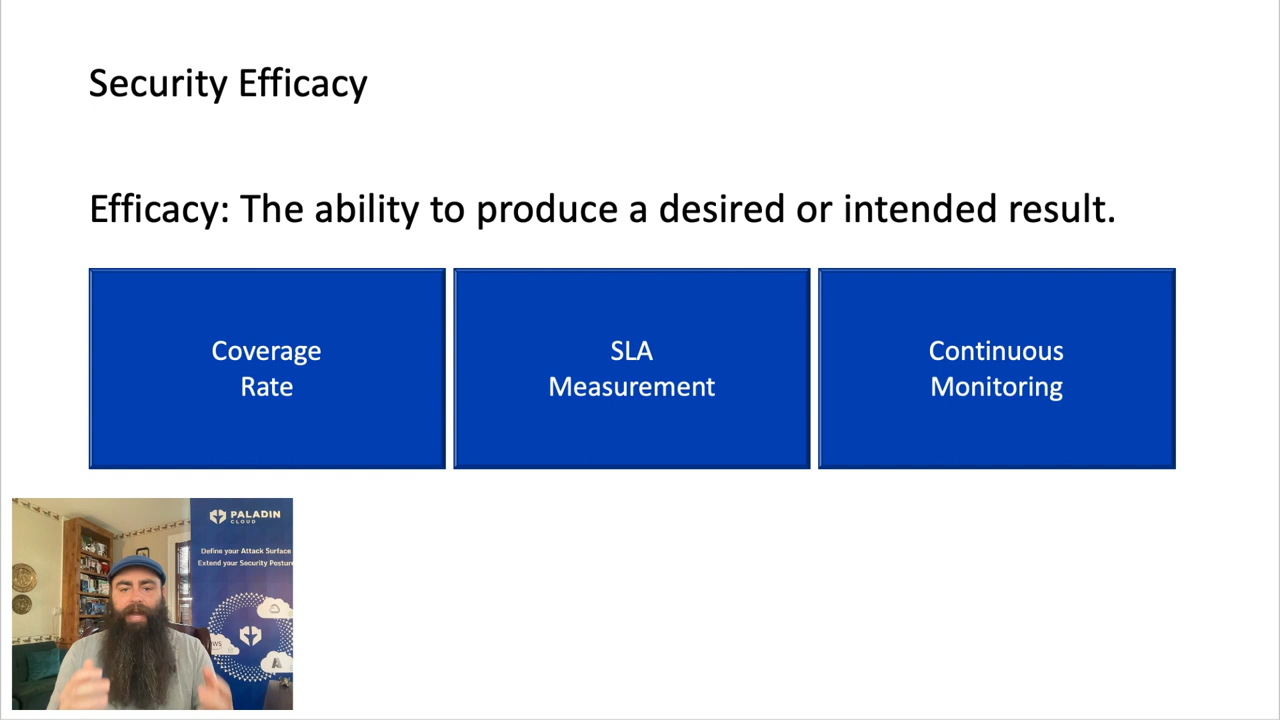 Security Efficacy
Efficacy: The ability to produce a desired or intended result.
Coverage
Rate
SLA
Measurement
Continuous
Monitoring
PALADIN
CLOUD
Define your Attack Surface
Extend your Security Posture